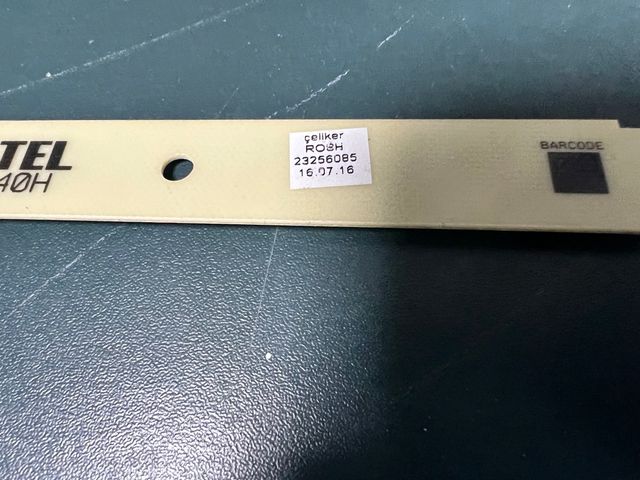 TEL
40H
çeliker
ROSH
23256085
16.07.16
BARCODE